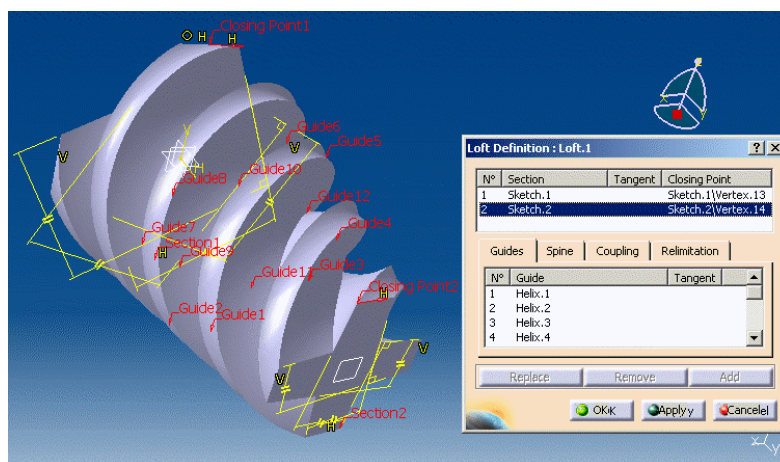 Closing Point1
H H
V
Guide6
Guide5
V
y
H
Guide10
Guide8
Guide12
Guide4
Guide7
Section1
H
Guide9
Guide11
Guide3
Closing Point2
H
Guide2
Guide1
V
V
Section2
H
x
y
x
y
Loft Definition : Loft.1
N° Section Tangent Closing Point
1 Sketch.1 Sketch.1\Vertex.13
2 Sketch.2 Sketch.2\Vertex.14
Guides Spine Coupling Relimitation
N° Guide Tangent
1 Helix.1
2 Helix.2
3 Helix.3
4 Helix.4
Replace Remove Add
OKiK Applyy Cancelel